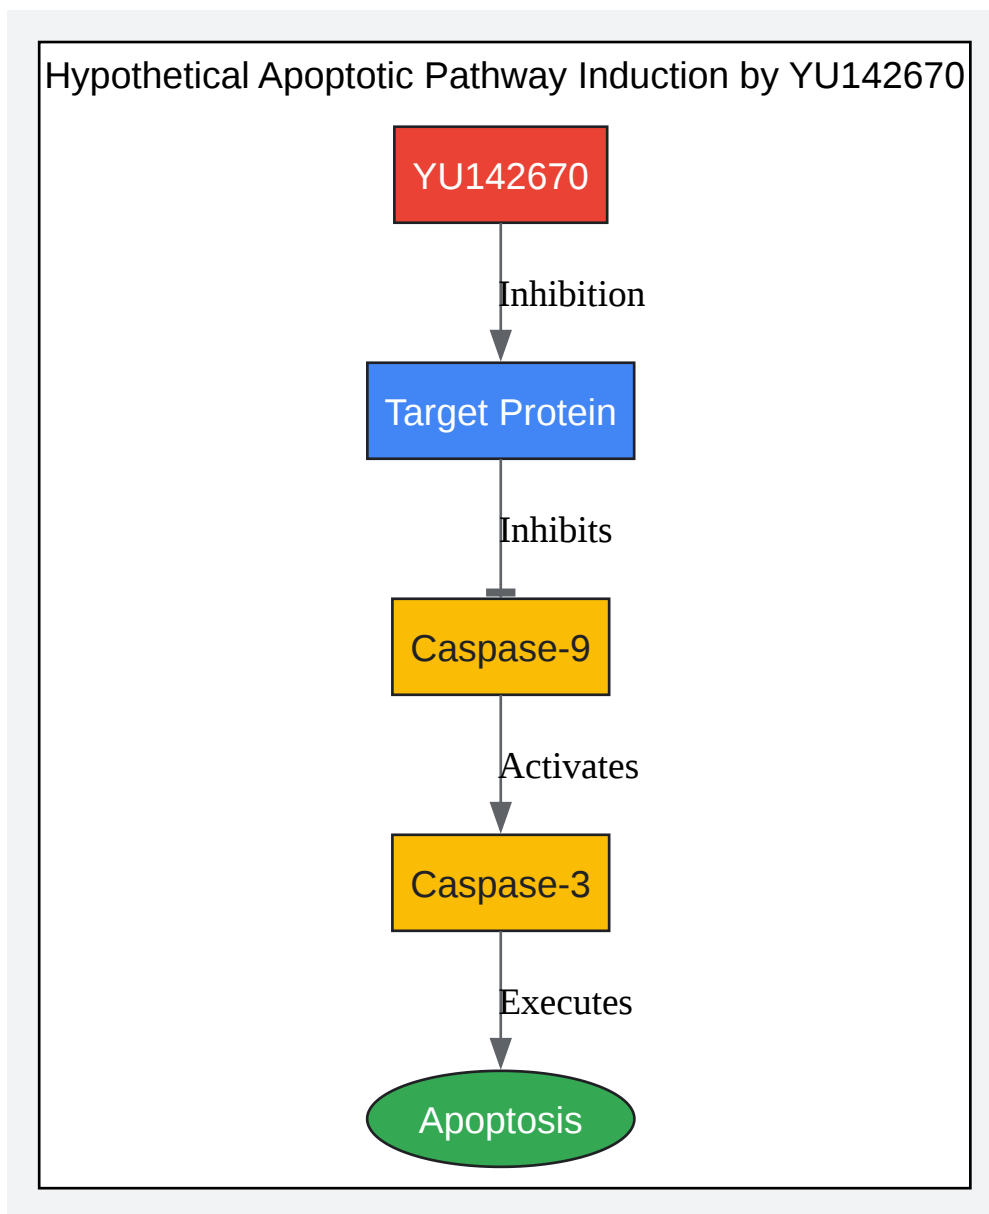 Hypothetical Apoptotic Pathway Induction by YU142670
YU142670
Inhibition
Target Protein
Inhibits
Caspase-9
Activates
Caspase-3
Executes
Apoptosis